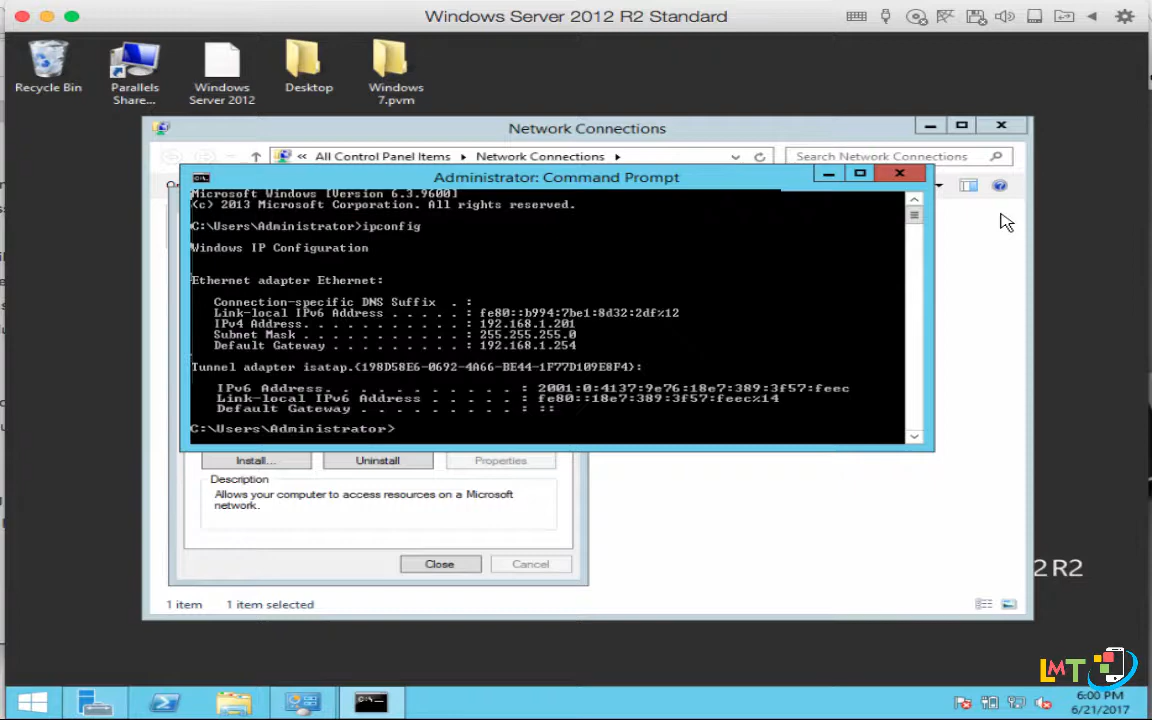 Windows Server 2012 R2 Standard
Recycle Bin
Parallels Share...
Windows Server 2012
Desktop
Windows 7.pvm
Network Connections
« All Control Panel Items
Network Connections
Search Network Connections
Administrator: Command Prompt
Microsoft Windows [Version 6.3.9600]
(c) 2013 Microsoft Corporation. All rights reserved.
C:\Users\Administrator>ipconfig
Windows IP Configuration
Ethernet adapter Ethernet:
Connection-specific DNS Suffix . :
Link-local IPv6 Address . . . . . : fe80::b994:7be1:8d32:2df%12
IPv4 Address. . . . . . . . . . . : 192.168.1.201
Subnet Mask . . . . . . . . . . . : 255.255.255.0
Default Gateway . . . . . . . . . : 192.168.1.254
Tunnel adapter isatap.{198D58E6-0692-4A66-BE44-1F77D109E8F4}:
IPv6 Address. . . . . . . . . . . : 2001:0:4137:9e76:18e7:389:3f57:feec
Link-local IPv6 Address . . . . . : fe80::18e7:389:3f57:feec%14
Default Gateway . . . . . . . . . : ::
C:\Users\Administrator>
Install...
Uninstall
Properties
Description
Allows your computer to access resources on a Microsoft
network.
Close
Cancel
2 R2
1 item
1 item selected
LMT
6:00 PM
6/21/2017